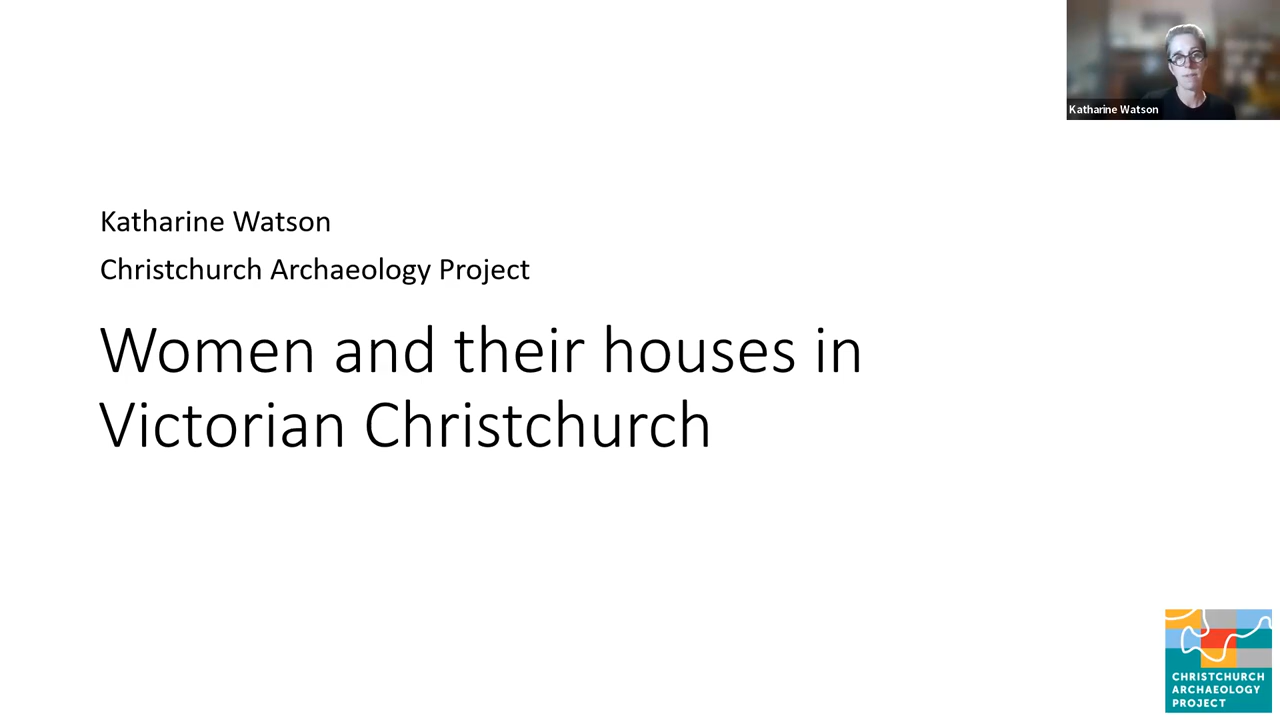 Katharine Watson
Katharine Watson
Christchurch Archaeology Project
Women and their houses in
Victorian Christchurch
CHRISTCHURCH
ARCHAEOLOGY
PROJECT